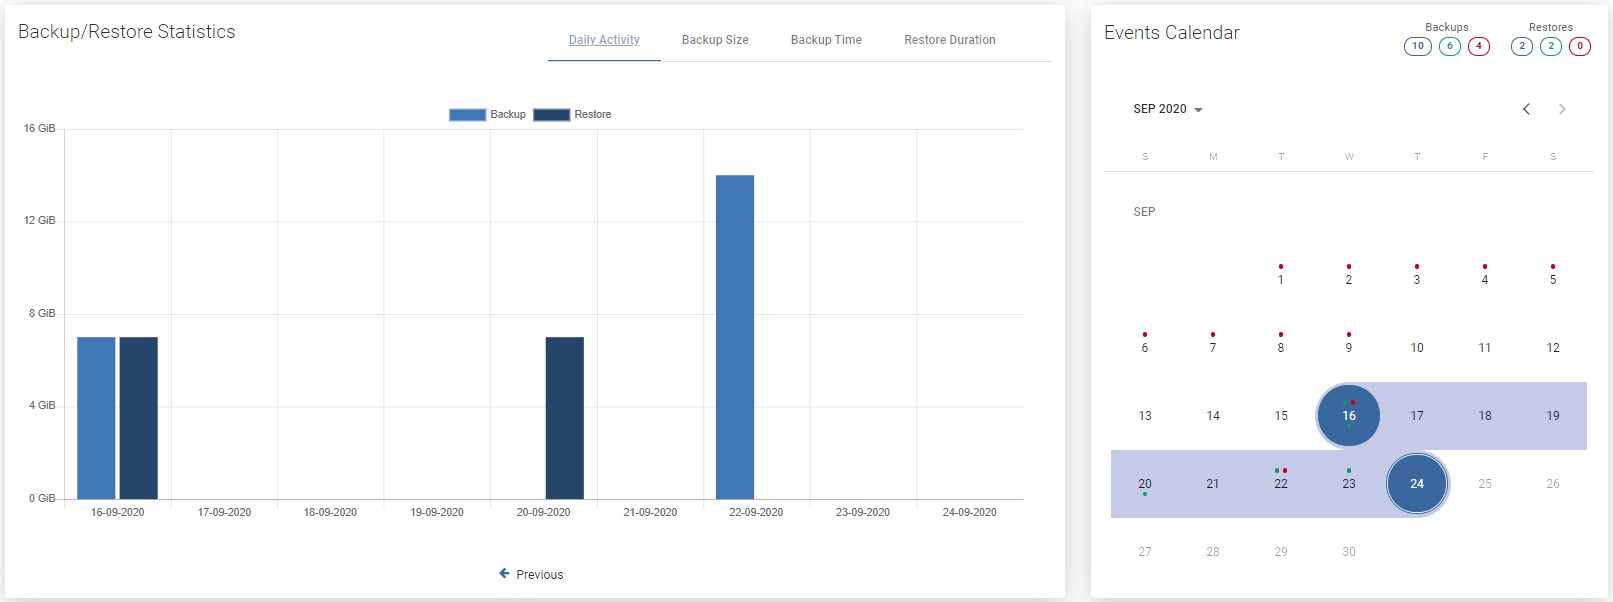 Backup/Restore Statistics
Daily Activity Backup Size Backup Time Restore Duration
Backup Restore
16 GiB
12 GiB
8 GiB
4 GiB
0 GiB
16-09-2020 17-09-2020 18-09-2020 19-09-2020 20-09-2020 21-09-2020 22-09-2020 23-09-2020 24-09-2020
Previous
Events Calendar
Backups Restores
10 6 4 2 2 0
SEP 2020
S M T W T F S
SEP
1 2 3 4 5
6 7 8 9 10 11 12
13 14 15 16 17 18 19
20 21 22 23 24 25 26
27 28 29 30